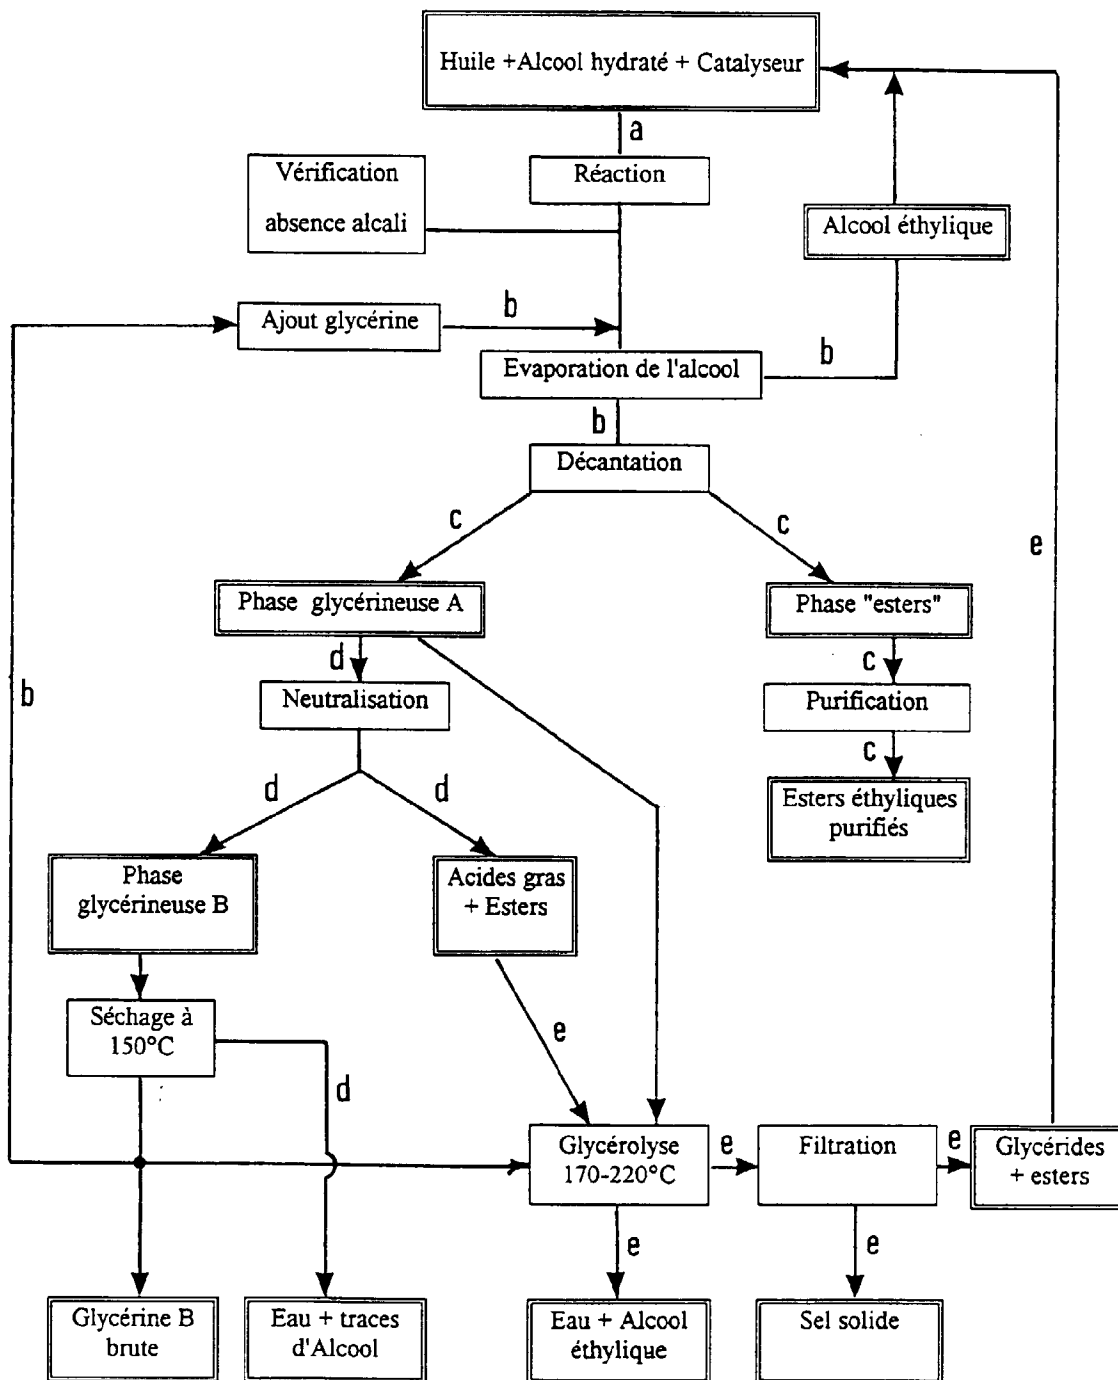 Huile +Alcool hydraté + Catalyseur
a
Vérification
absence alcali
Réaction
Alcool éthylique
Ajout glycérine
b
Evaporation de l'alcool
b
b
Décantation
c
c
e
Phase glycérineuse A
Phase "esters"
d
c
b
Neutralisation
Purification
c
d
d
Esters éthyliques
purifiés
Phase
glycérineuse B
Acides gras
+ Esters
Séchage à
150°C
e
d
Glycérolyse
170-220°C
e
Filtration
e
Glycérides
+ esters
e
e
Glycérine B
brute
Eau + traces
d'Alcool
Eau + Alcool
éthylique
Sel solide